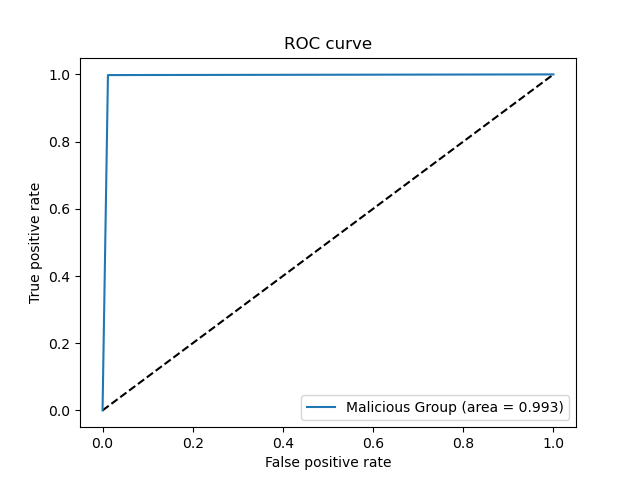 ROC curve
True positive rate
1.0
0.8
0.6
0.4
0.2
0.0
Malicious Group (area = 0.993)
0.0 0.2 0.4 0.6 0.8 1.0
False positive rate